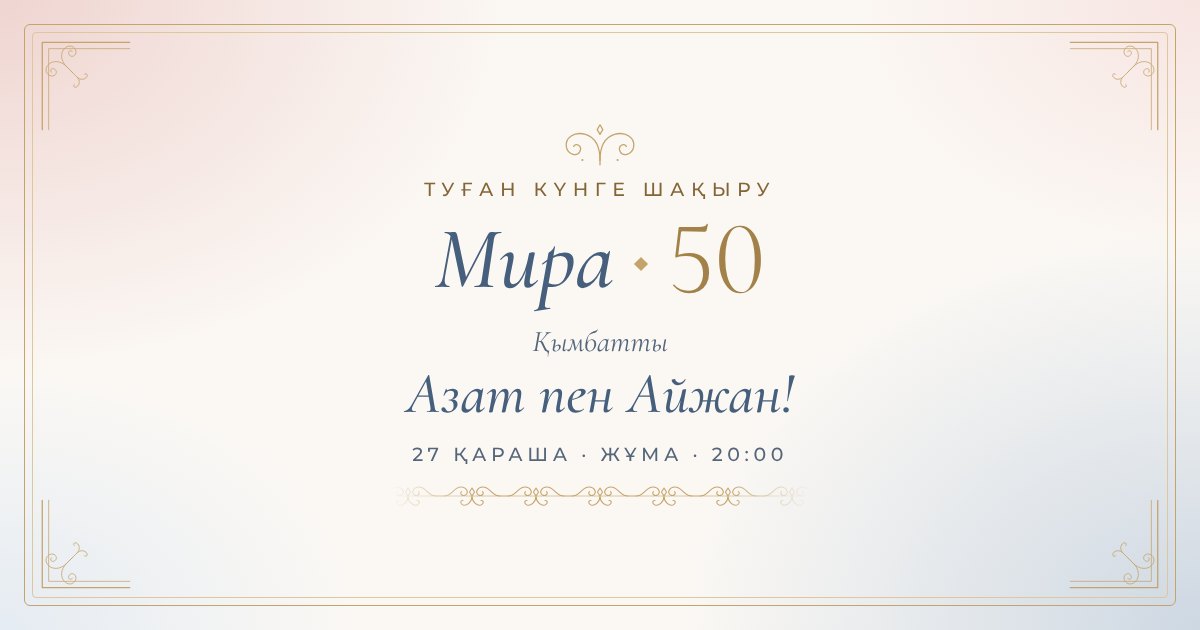 ТУҒАН КҮНГЕ ШАҚЫРУ
Мира · 50
Қымбатты
Азат пен Айжан!
27 ҚАРАША · ЖҰМА · 20:00